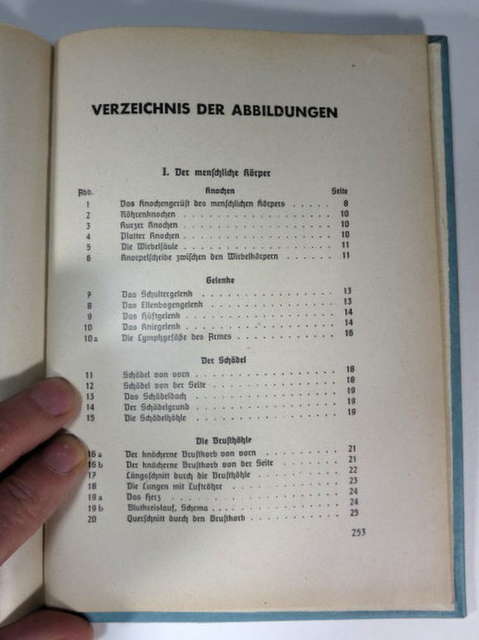 VERZEICHNIS DER ABBILDUNGEN
I. Der menschliche Körper
Abb. Knochen Seite
1 Das Knochengerüst des menschlichen Körpers . . . . . . 8
2 Röhrenknochen . . . . . . . . . . . . . . . . . 10
3 Kurzer Knochen . . . . . . . . . . . . . . . . . 10
4 Platter Knochen . . . . . . . . . . . . . . . . . 10
5 Die Wirbelsäule . . . . . . . . . . . . . . . . . 11
6 Knorpelscheibe zwischen den Wirbelkörpern . . . . . . . 11
Gelenke
7 Das Schultergelenk . . . . . . . . . . . . . . . 13
8 Das Ellenbogengelenk . . . . . . . . . . . . . . . 13
9 Das Hüftgelenk . . . . . . . . . . . . . . . . . 14
10 Das Kniegelenk . . . . . . . . . . . . . . . . . 14
10a Die Lymphgefäße des Armes . . . . . . . . . . . . 16
Der Schädel
11 Schädel von vorn . . . . . . . . . . . . . . . . 18
12 Schädel von der Seite . . . . . . . . . . . . . . . 18
13 Das Schädeldach . . . . . . . . . . . . . . . . . 19
14 Der Schädelgrund . . . . . . . . . . . . . . . . 19
15 Die Schädelhöhle . . . . . . . . . . . . . . . . 19
Die Brusthöhle
16 a Der knöcherne Brustkorb von vorn . . . . . . . . . . 21
16 b Der knöcherne Brustkorb von der Seite . . . . . . . . 21
17 Längsschnitt durch die Brusthöhle . . . . . . . . . . 22
18 Die Lungen mit Luftröhre . . . . . . . . . . . . . 23
19 a Das Herz . . . . . . . . . . . . . . . . . . . 24
19 b Blutkreislauf, Schema . . . . . . . . . . . . . . . 24
20 Querschnitt durch den Brustkorb . . . . . . . . . . . 25
253